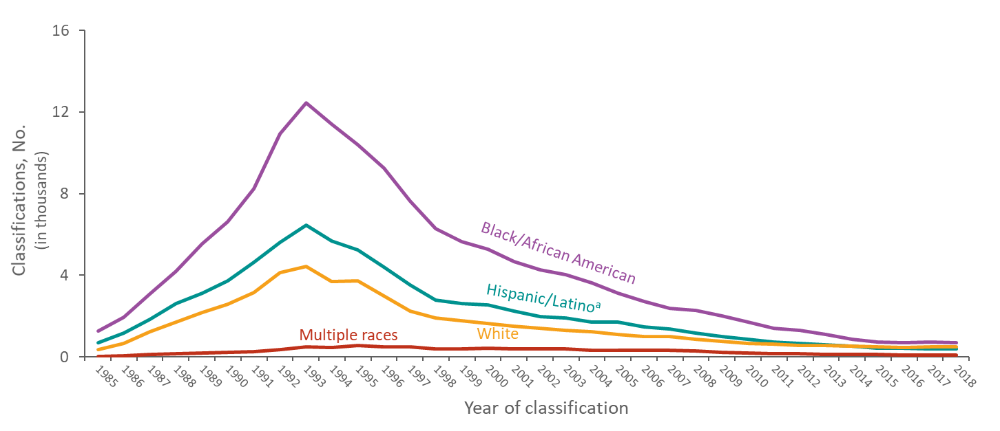 16
12
8
4
0
Classifications, No.
(in thousands)
Black/African American
Hispanic/Latinoᵃ
White
Multiple races
1985 1986 1987 1988 1989 1990 1991 1992 1993 1994 1995 1996 1997 1998 1999 2000 2001 2002 2003 2004 2005 2006 2007 2008 2009 2010 2011 2012 2013 2014 2015 2016 2017 2018
Year of classification